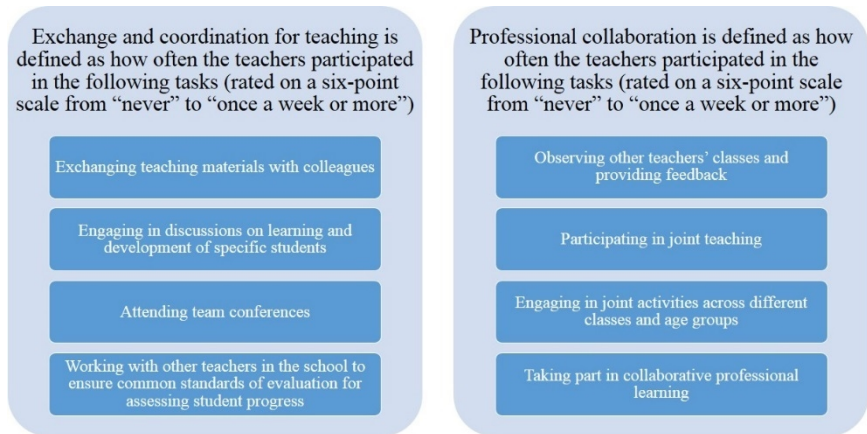 Exchange and coordination for teaching is
defined as how often the teachers participated
in the following tasks (rated on a six-point
scale from “never” to “once a week or more”)
Exchanging teaching materials with colleagues
Engaging in discussions on learning and
development of specific students
Attending team conferences
Working with other teachers in the school to
ensure common standards of evaluation for
assessing student progress
Professional collaboration is defined as how
often the teachers participated in the
following tasks (rated on a six-point scale
from “never” to “once a week or more”)
Observing other teachers’ classes and
providing feedback
Participating in joint teaching
Engaging in joint activities across different
classes and age groups
Taking part in collaborative professional
learning